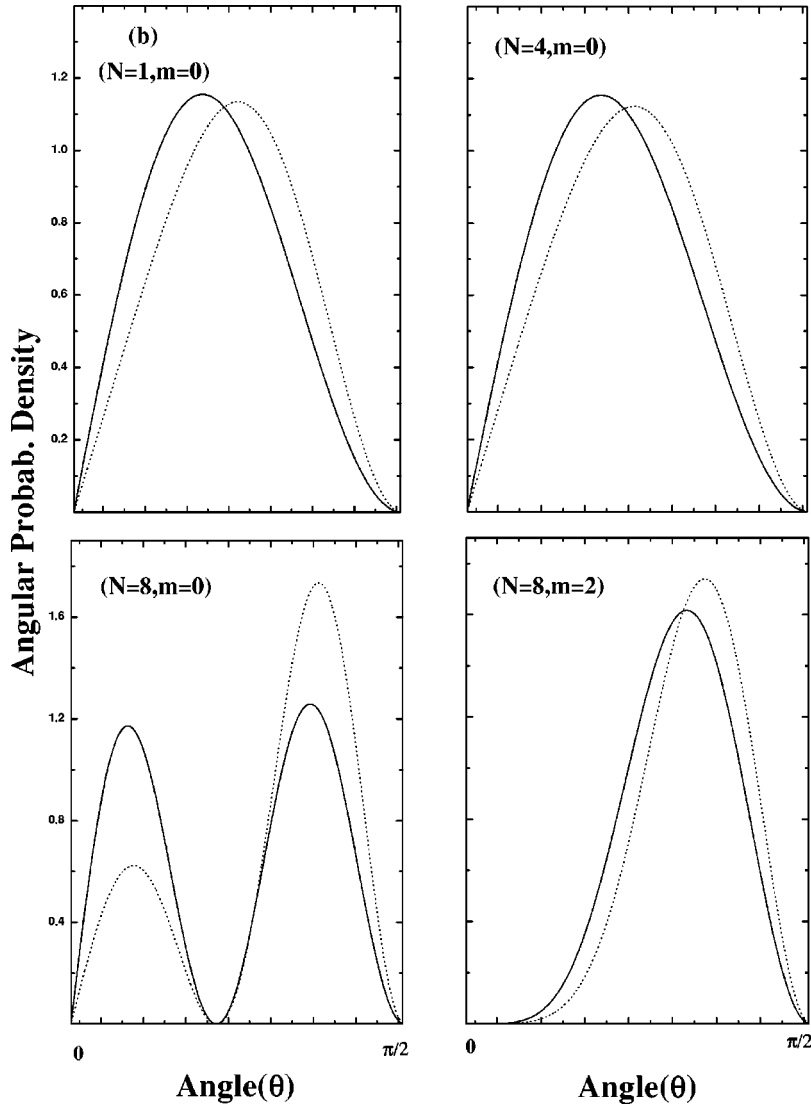 (b)
(N=1,m=0)
(N=4,m=0)
1.2
1.0
0.8
0.6
0.4
0.2
Angular Probab. Density
(N=8,m=0)
(N=8,m=2)
1.6
1.2
0.8
0.4
0
π/2
0
π/2
Angle(θ)
Angle(θ)